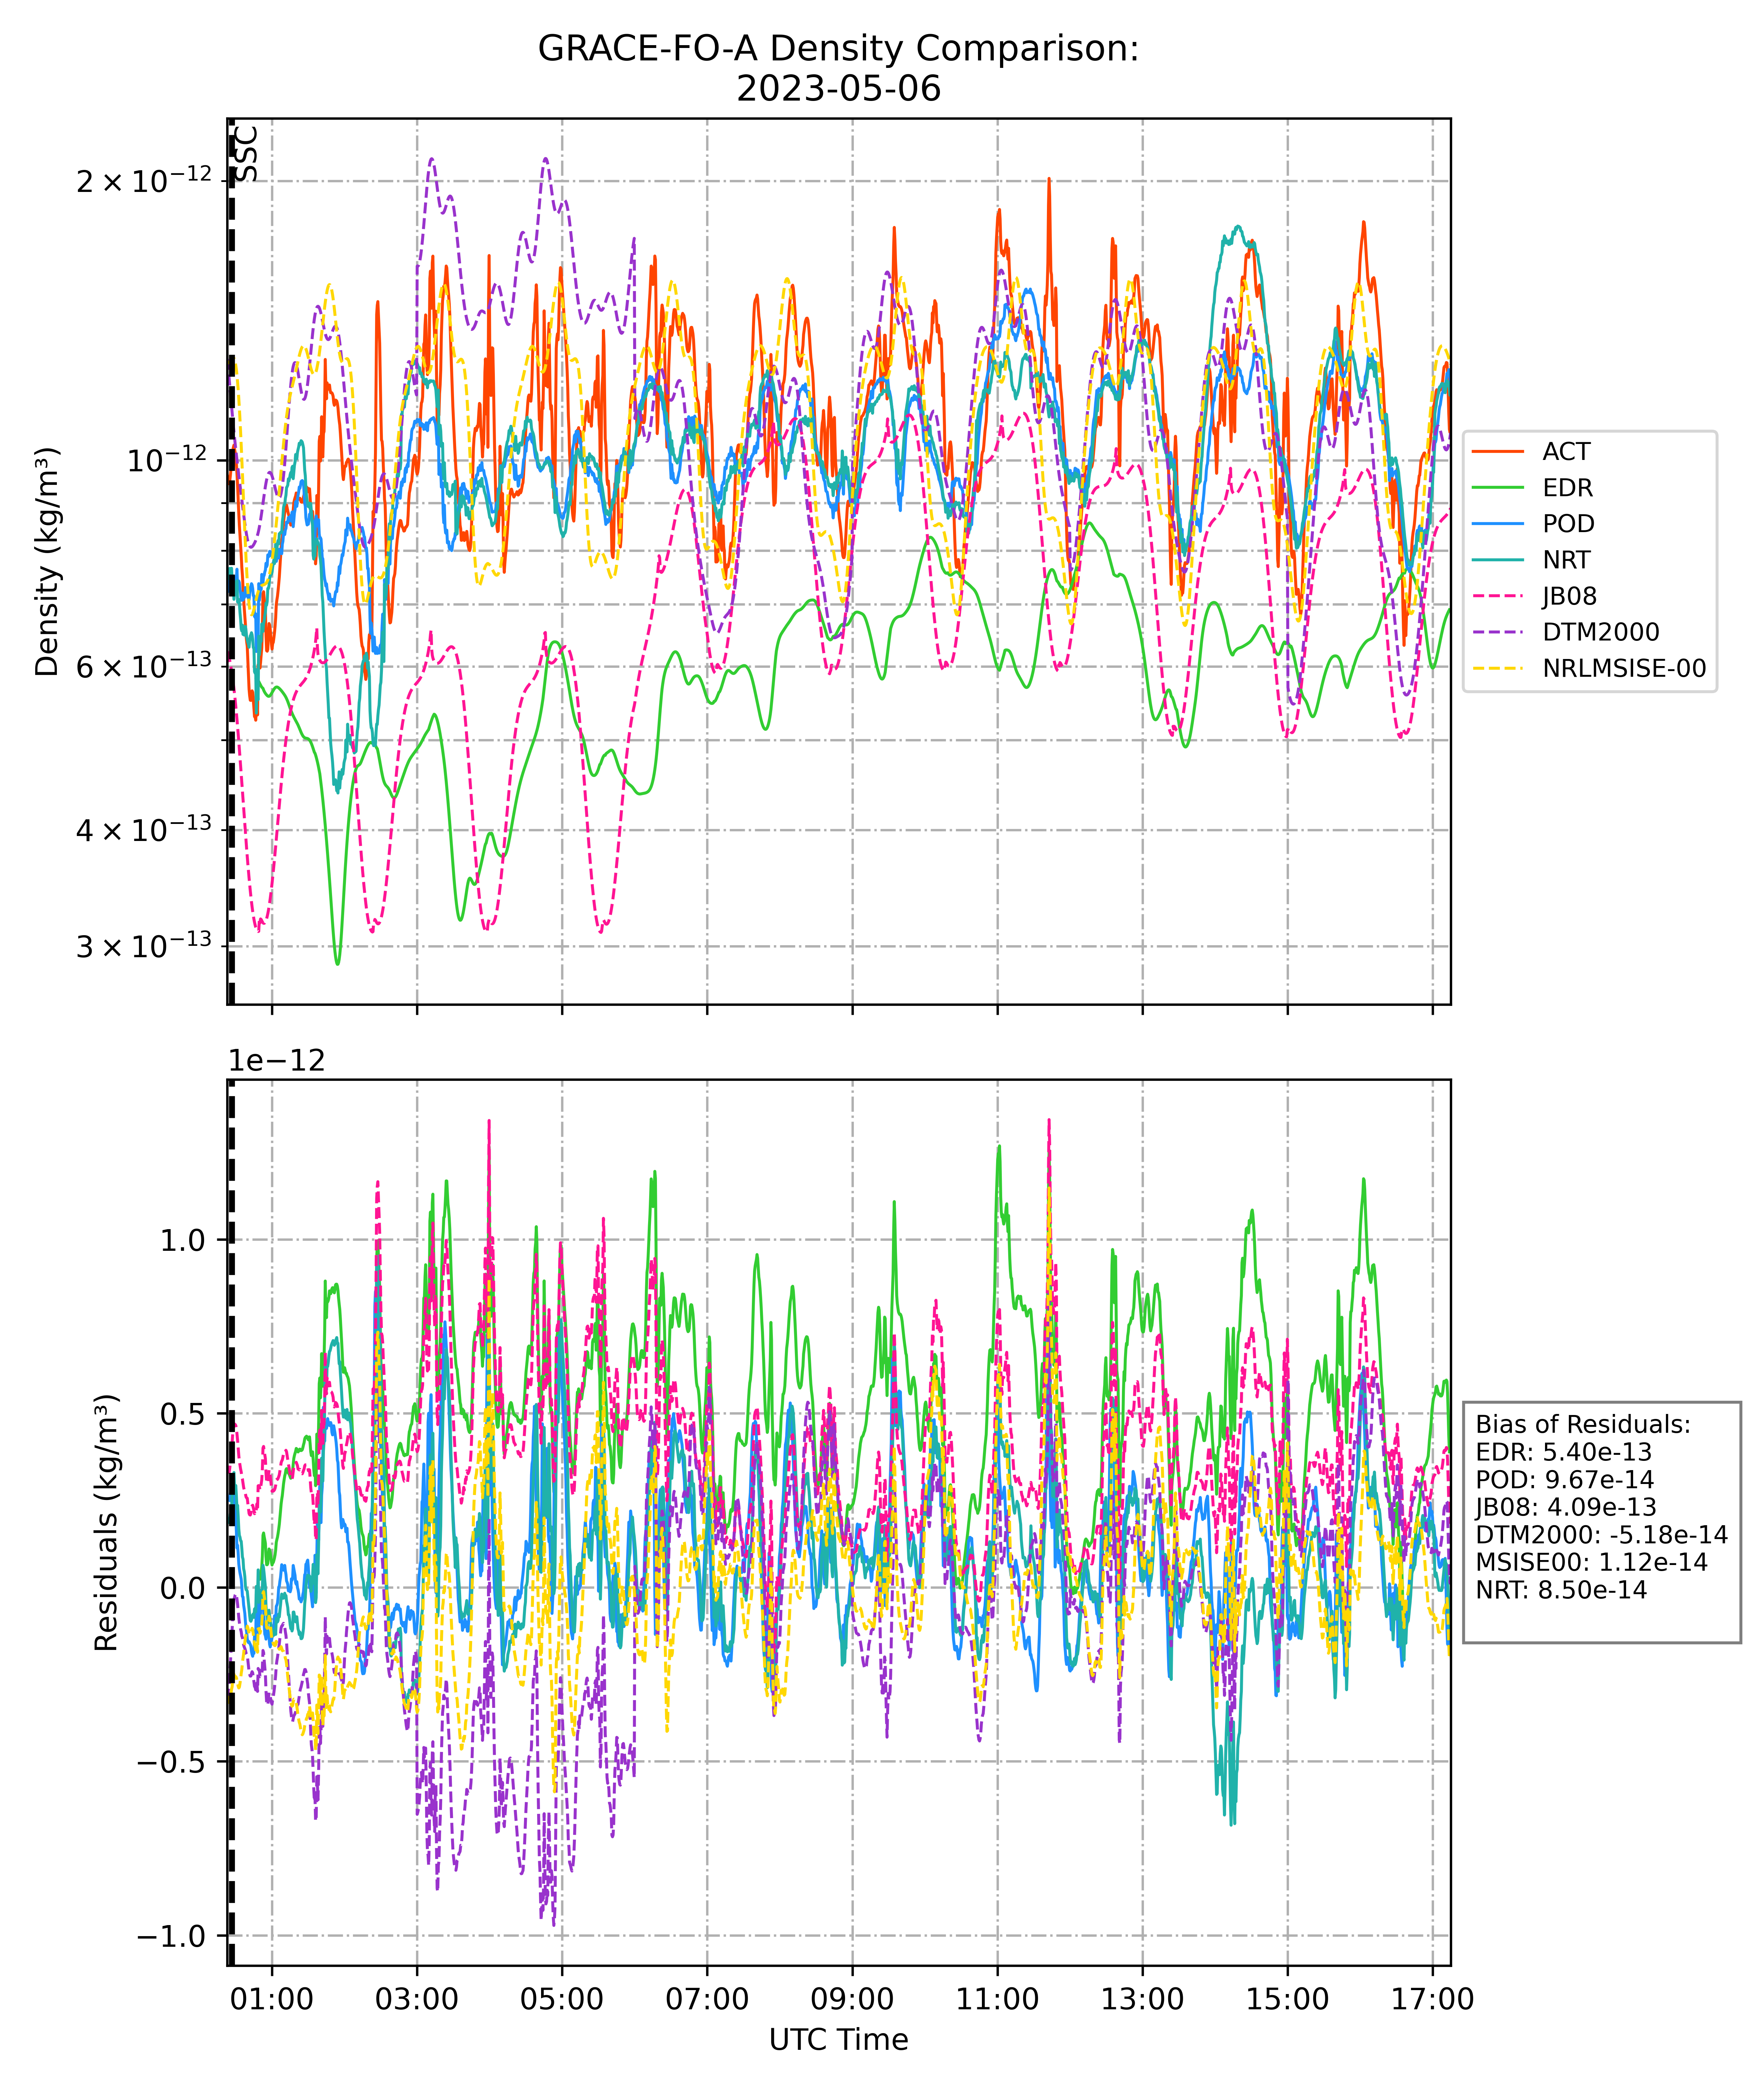 GRACE-FO-A Density Comparison:
2023-05-06
SSC
2 × 10⁻¹²
10⁻¹²
6 × 10⁻¹³
4 × 10⁻¹³
3 × 10⁻¹³
Density (kg/m³)
ACT
EDR
POD
NRT
JB08
DTM2000
NRLMSISE-00
1e−12
1.0
0.5
0.0
−0.5
−1.0
Residuals (kg/m³)
Bias of Residuals:
EDR: 5.40e-13
POD: 9.67e-14
JB08: 4.09e-13
DTM2000: -5.18e-14
MSISE00: 1.12e-14
NRT: 8.50e-14
01:00 03:00 05:00 07:00 09:00 11:00 13:00 15:00 17:00
UTC Time